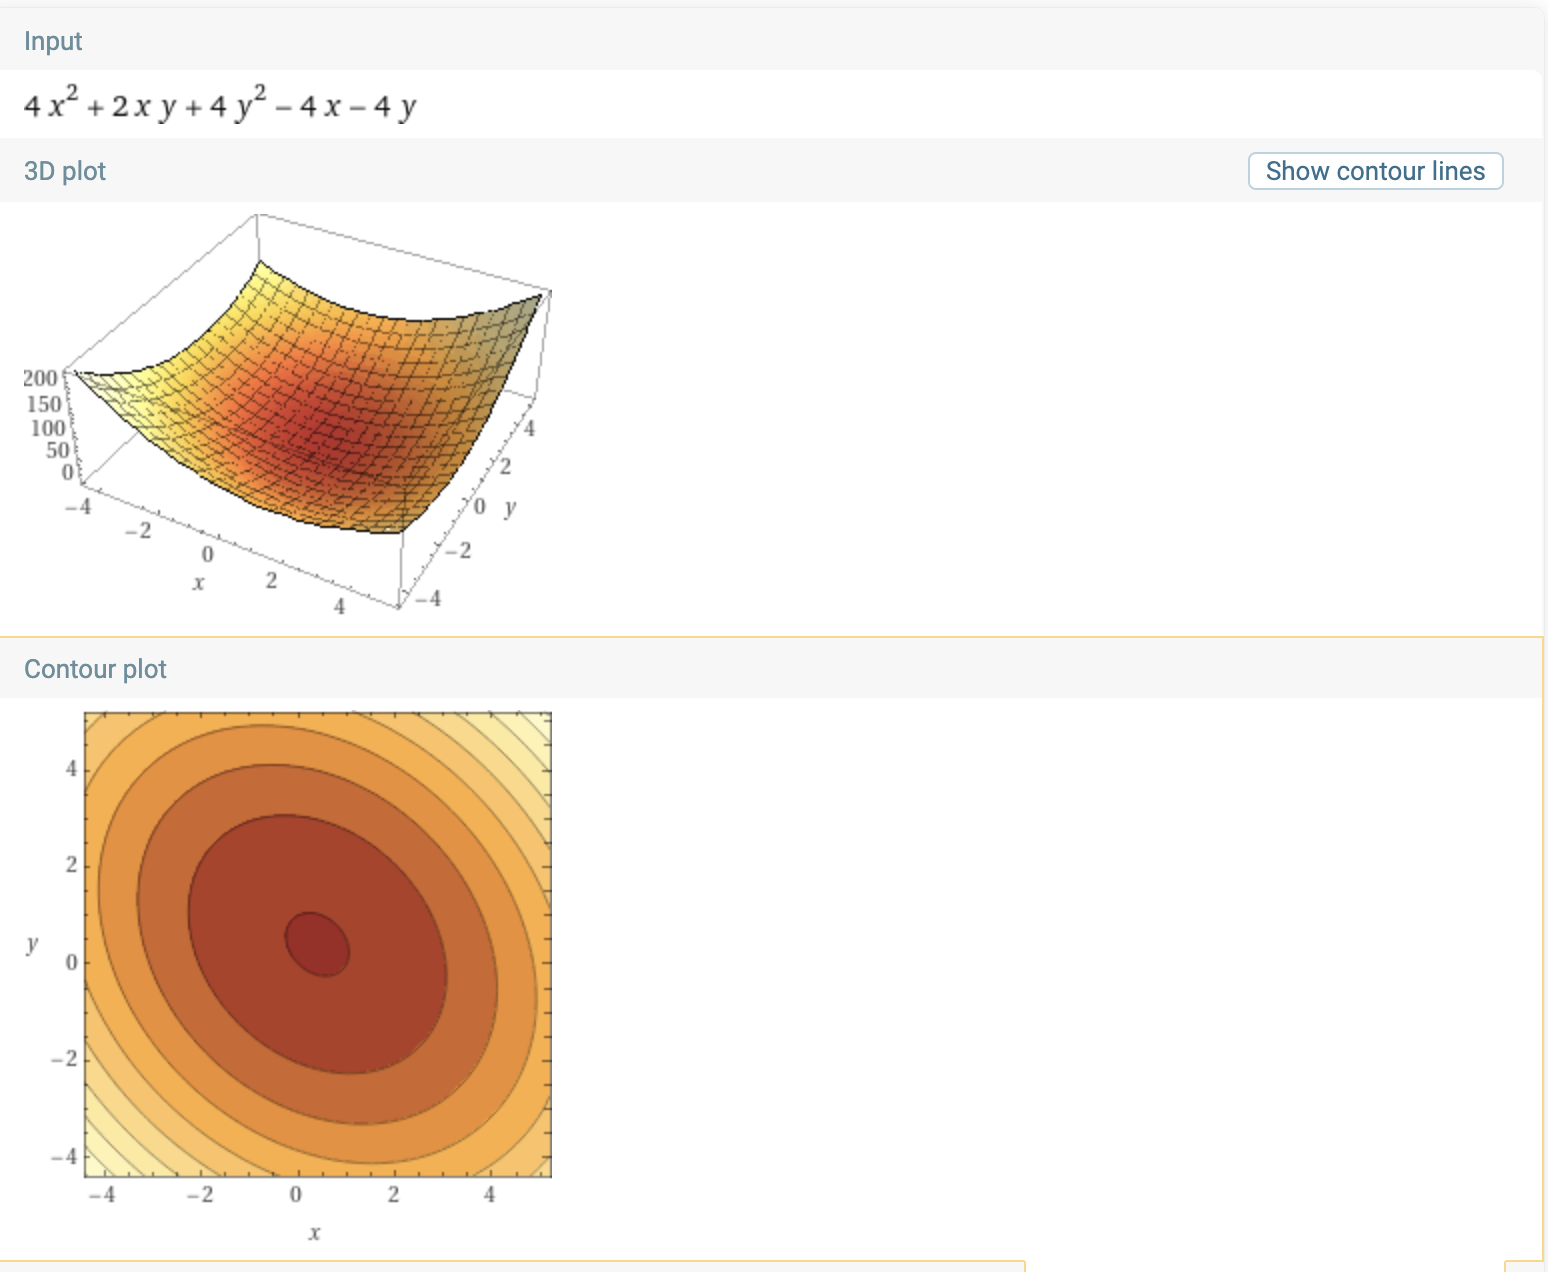 Input
4 x² + 2 x y + 4 y² − 4 x − 4 y
3D plot
Show contour lines
200
150
100
50
0
−4
−2
0
2
4
x
4
2
0
y
−2
−4
Contour plot
4
2
y
0
−2
−4
−4 −2 0 2 4
x